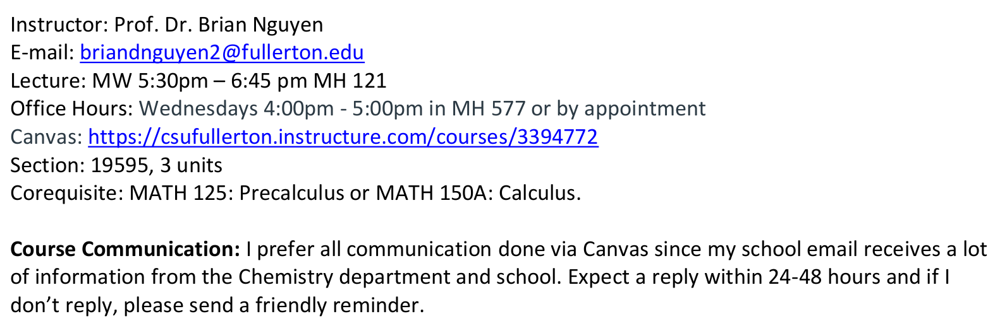 Instructor: Prof. Dr. Brian Nguyen
E-mail: briandnguyen2@fullerton.edu
Lecture: MW 5:30pm – 6:45 pm MH 121
Office Hours: Wednesdays 4:00pm - 5:00pm in MH 577 or by appointment
Canvas: https://csufullerton.instructure.com/courses/3394772
Section: 19595, 3 units
Corequisite: MATH 125: Precalculus or MATH 150A: Calculus.
Course Communication: I prefer all communication done via Canvas since my school email receives a lot
of information from the Chemistry department and school. Expect a reply within 24-48 hours and if I
don’t reply, please send a friendly reminder.